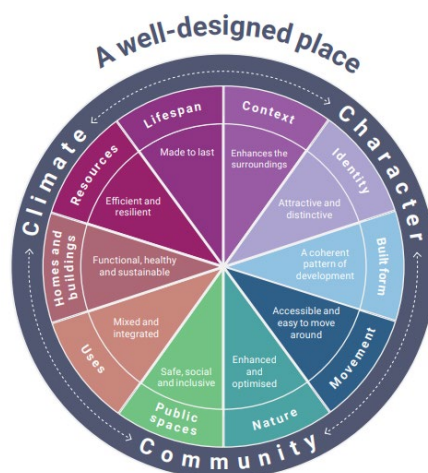 A well-designed place
Climate
Character
Community
Context
Enhances the
surroundings
Identity
Attractive and
distinctive
Built form
A coherent
pattern of
development
Movement
Accessible and
easy to move
around
Nature
Enhanced
and
optimised
Public
spaces
Safe, social
and inclusive
Uses
Mixed and
integrated
Homes and
buildings
Functional, healthy
and sustainable
Resources
Efficient and
resilient
Lifespan
Made to last